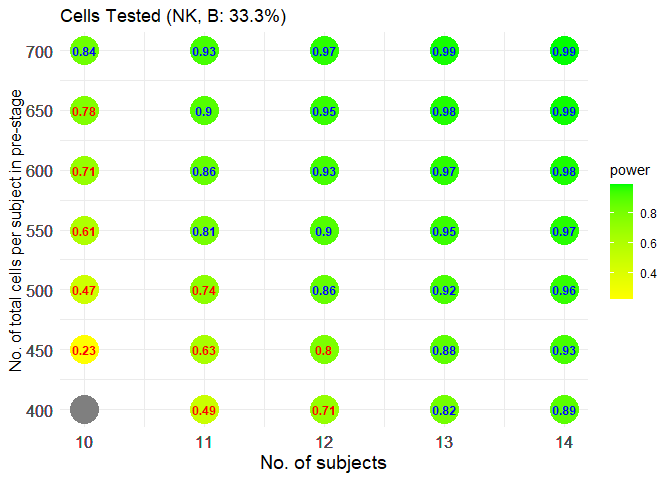 Cells Tested (NK, B: 33.3%)
No. of total cells per subject in pre-stage
700 0.84 0.93 0.97 0.99 0.99
650 0.78 0.9 0.95 0.98 0.99
600 0.71 0.86 0.93 0.97 0.98
550 0.61 0.81 0.9 0.95 0.97
500 0.47 0.74 0.86 0.92 0.96
450 0.23 0.63 0.8 0.88 0.93
400 0.49 0.71 0.82 0.89
10 11 12 13 14
No. of subjects
power
0.8
0.6
0.4